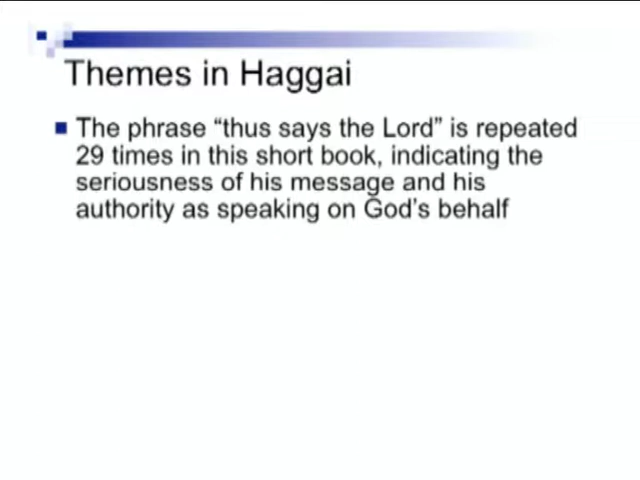 Themes in Haggai
The phrase “thus says the Lord” is repeated
29 times in this short book, indicating the
seriousness of his message and his
authority as speaking on God’s behalf